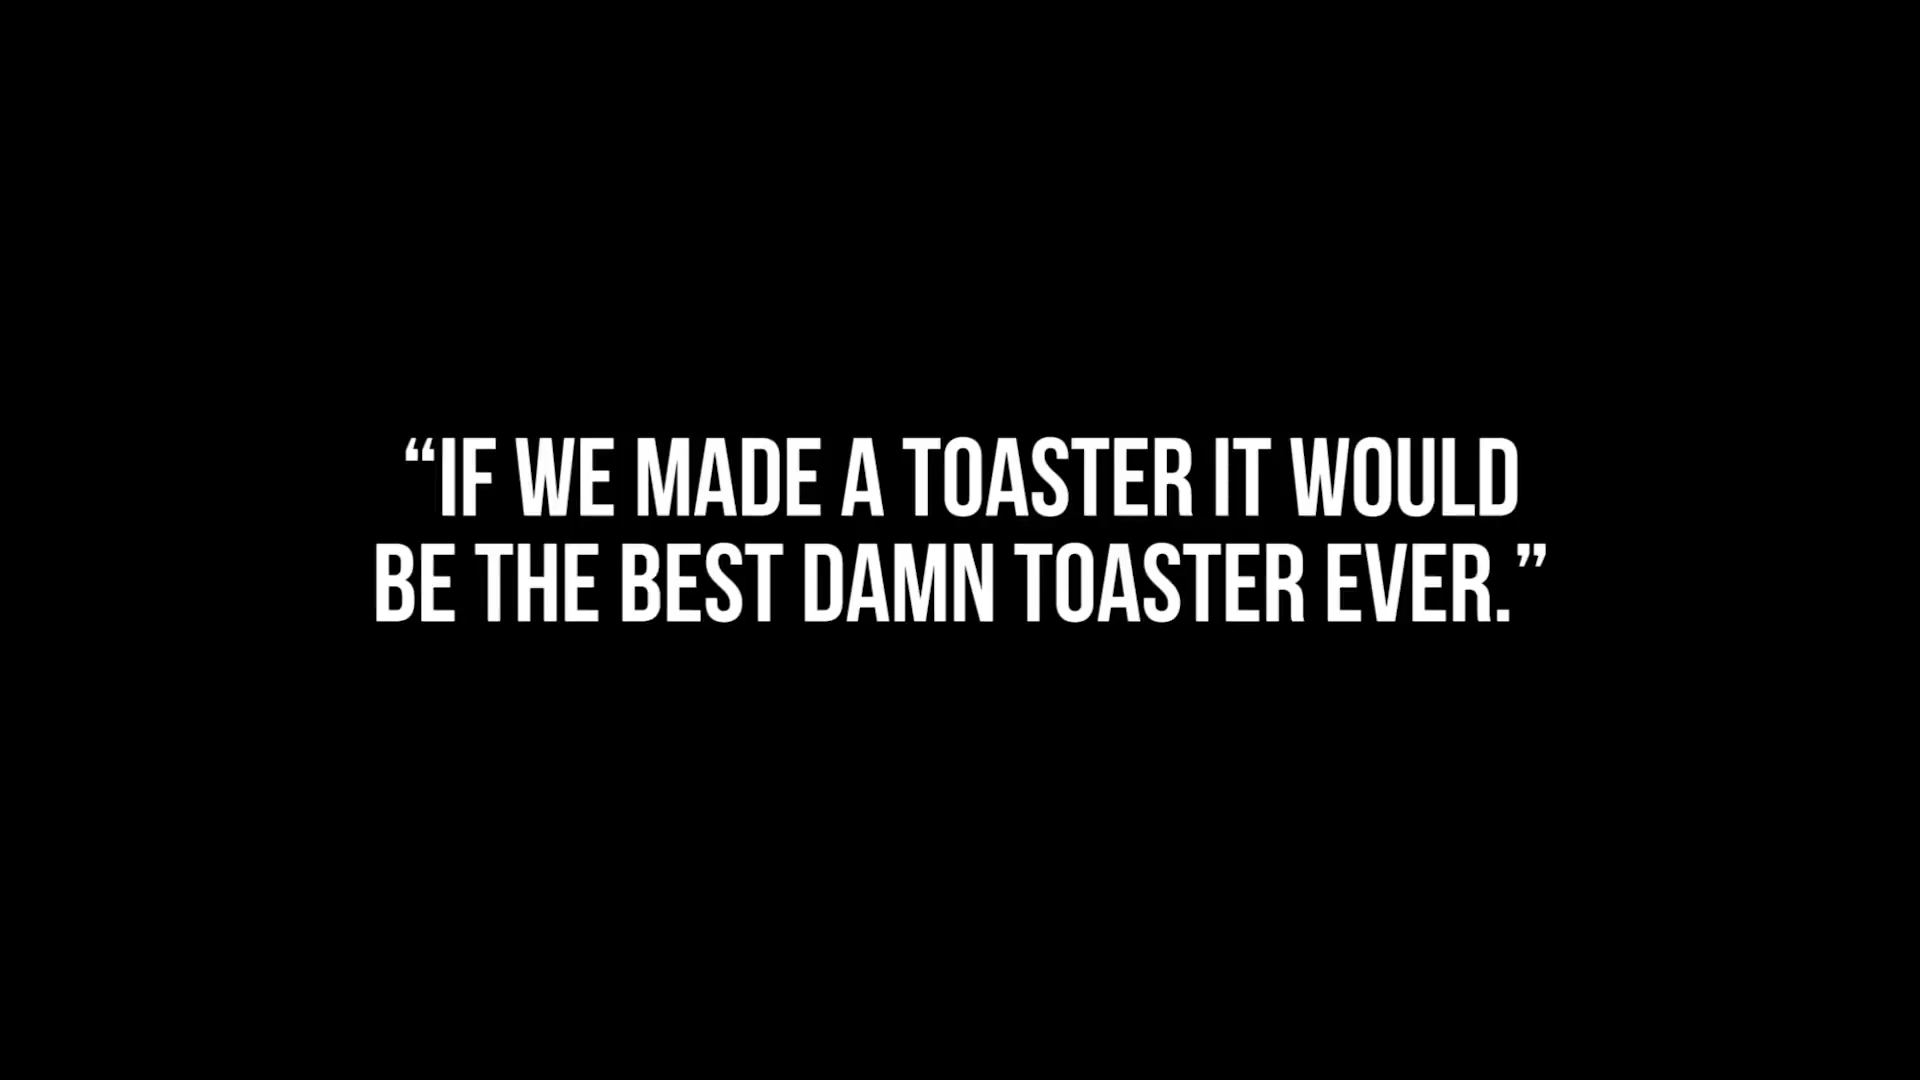 “IF WE MADE A TOASTER IT WOULD
BE THE BEST DAMN TOASTER EVER.”